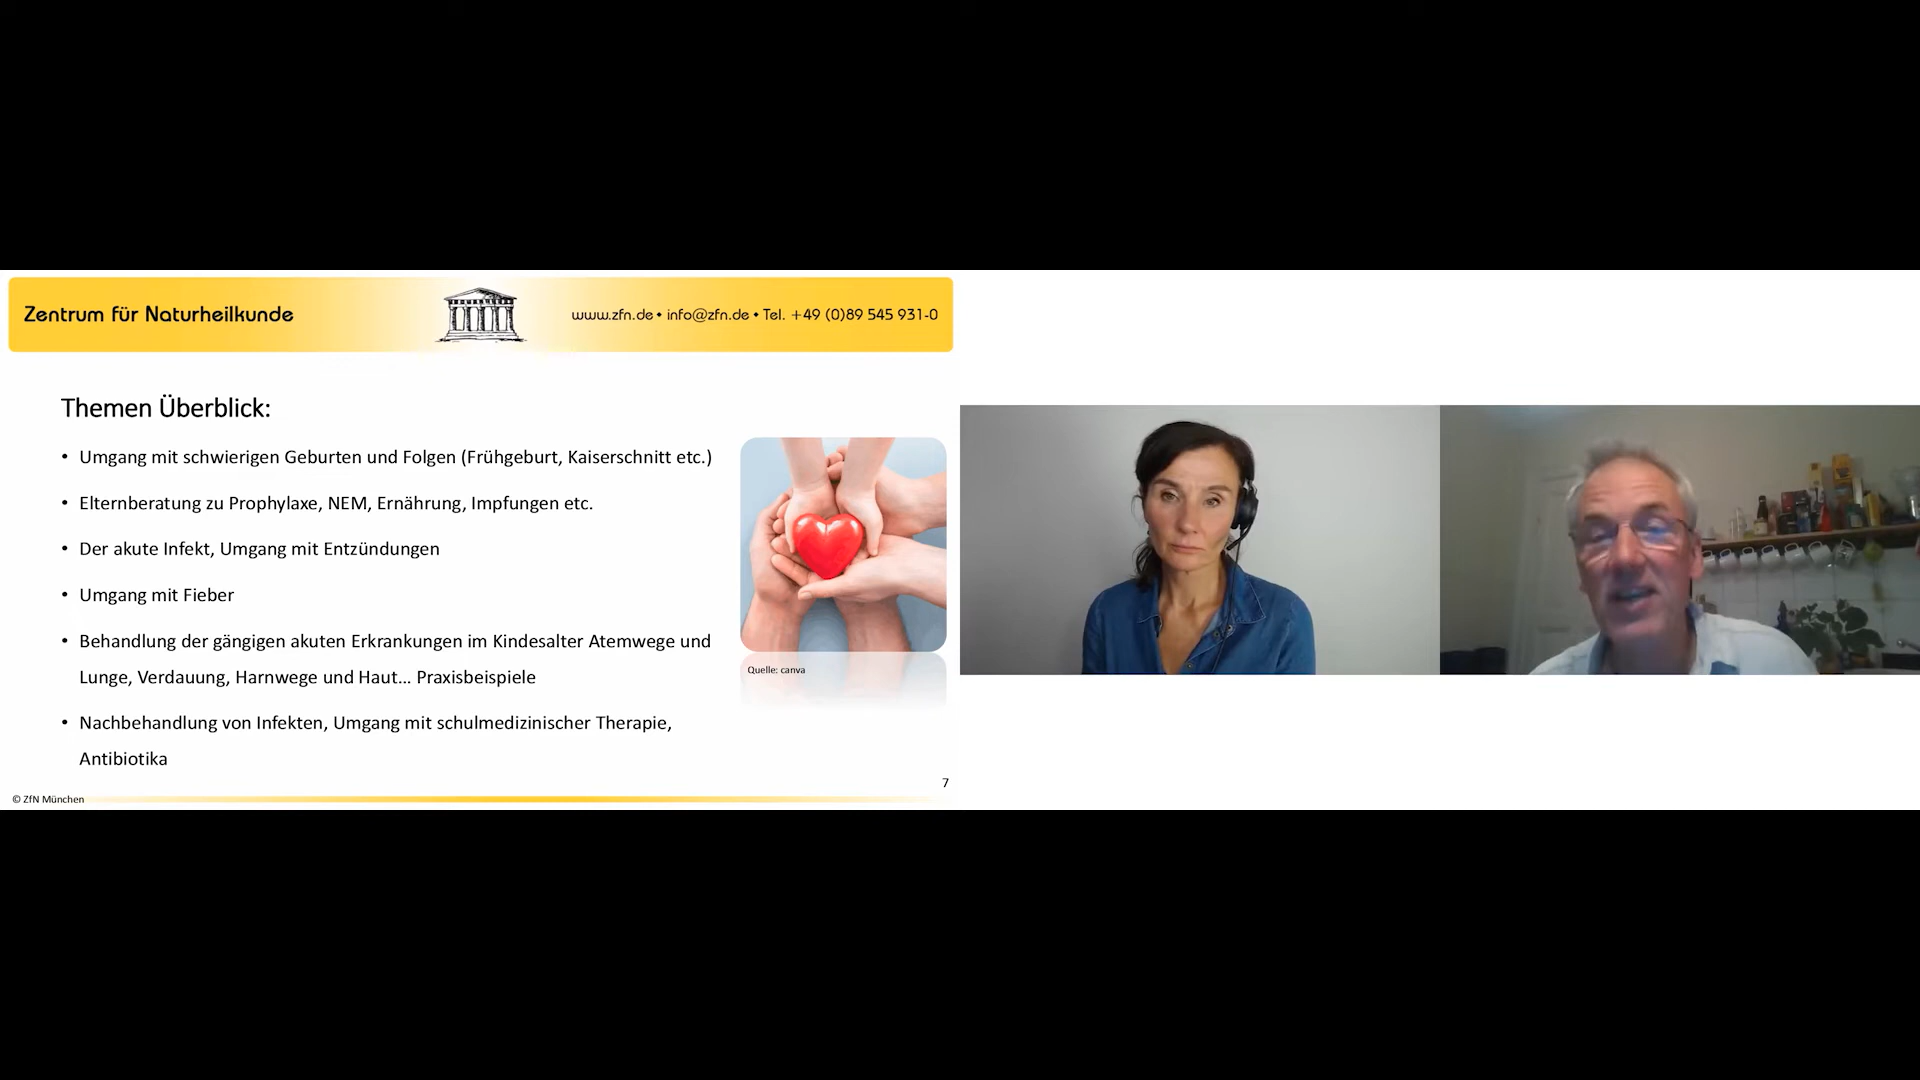 Zentrum für Naturheilkunde
www.zfn.de • info@zfn.de • Tel. +49 (0)89 545 931-0
Themen Überblick:
• Umgang mit schwierigen Geburten und Folgen (Frühgeburt, Kaiserschnitt etc.)
• Elternberatung zu Prophylaxe, NEM, Ernährung, Impfungen etc.
• Der akute Infekt, Umgang mit Entzündungen
• Umgang mit Fieber
• Behandlung der gängigen akuten Erkrankungen im Kindesalter Atemwege und
Lunge, Verdauung, Harnwege und Haut... Praxisbeispiele
• Nachbehandlung von Infekten, Umgang mit schulmedizinischer Therapie,
Antibiotika
Quelle: canva
7
© ZfN München